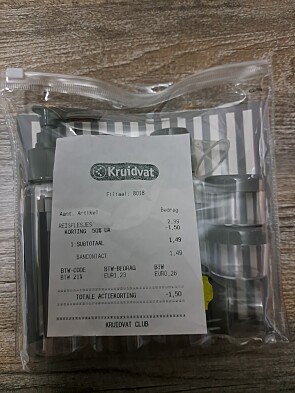 Kruidvat
Filiaal: 8018
Aant. Artikel Bedrag
REISFLESJES 2,99
KORTING 50% SB -1,50
1 SUBTOTAAL 1,49
BANCONTACT 1,49
BTW-CODE BTW-BEDRAG BTW
BTW 21% EUR1,23 EUR0,26
TOTALE ACTIEKORTING -1,50
KRUIDVAT CLUB